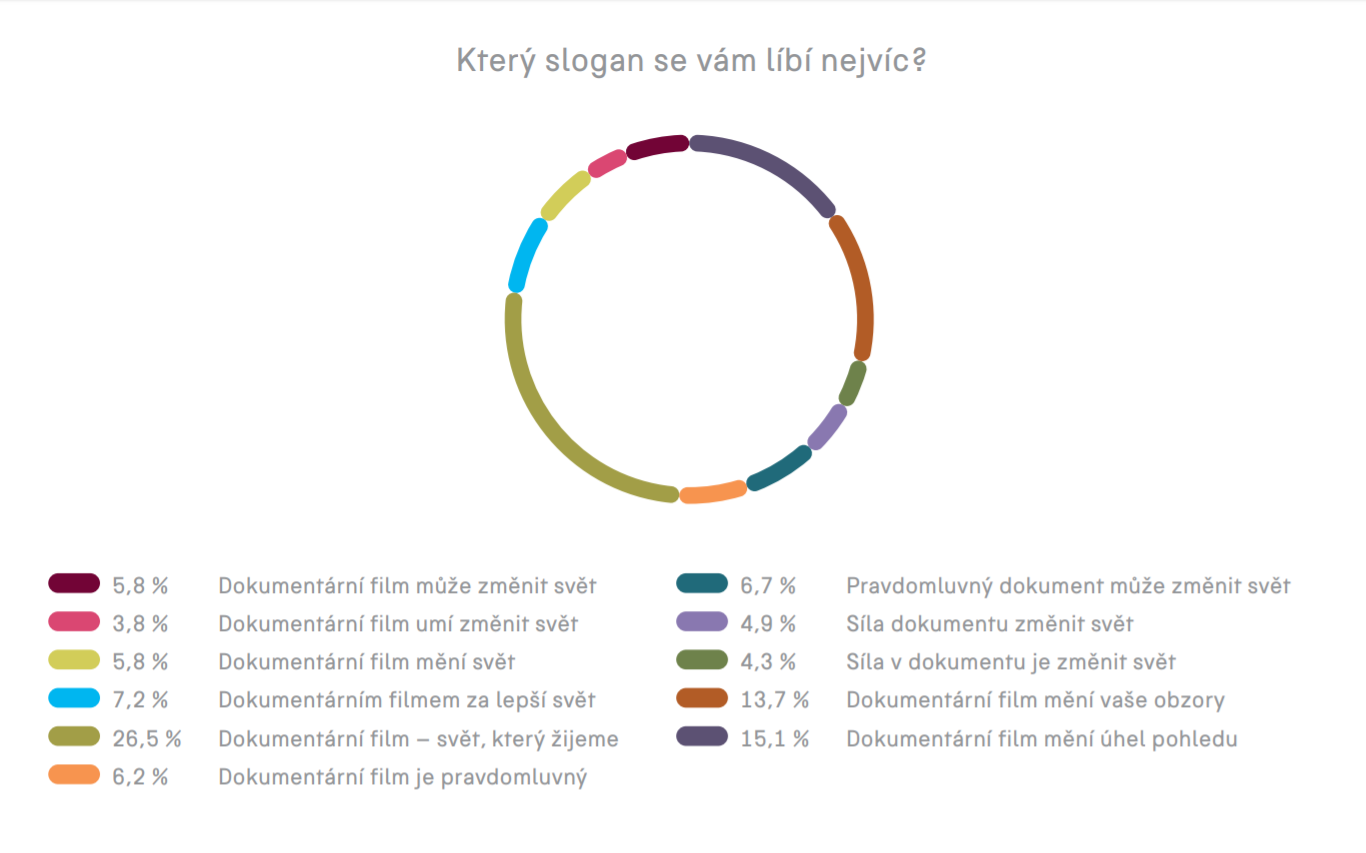 Který slogan se vám líbí nejvíc?
5,8 % Dokumentární film může změnit svět
3,8 % Dokumentární film umí změnit svět
5,8 % Dokumentární film mění svět
7,2 % Dokumentárním filmem za lepší svět
26,5 % Dokumentární film – svět, který žijeme
6,2 % Dokumentární film je pravdomluvný
6,7 % Pravdomluvný dokument může změnit svět
4,9 % Síla dokumentu změnit svět
4,3 % Síla v dokumentu je změnit svět
13,7 % Dokumentární film mění vaše obzory
15,1 % Dokumentární film mění úhel pohledu